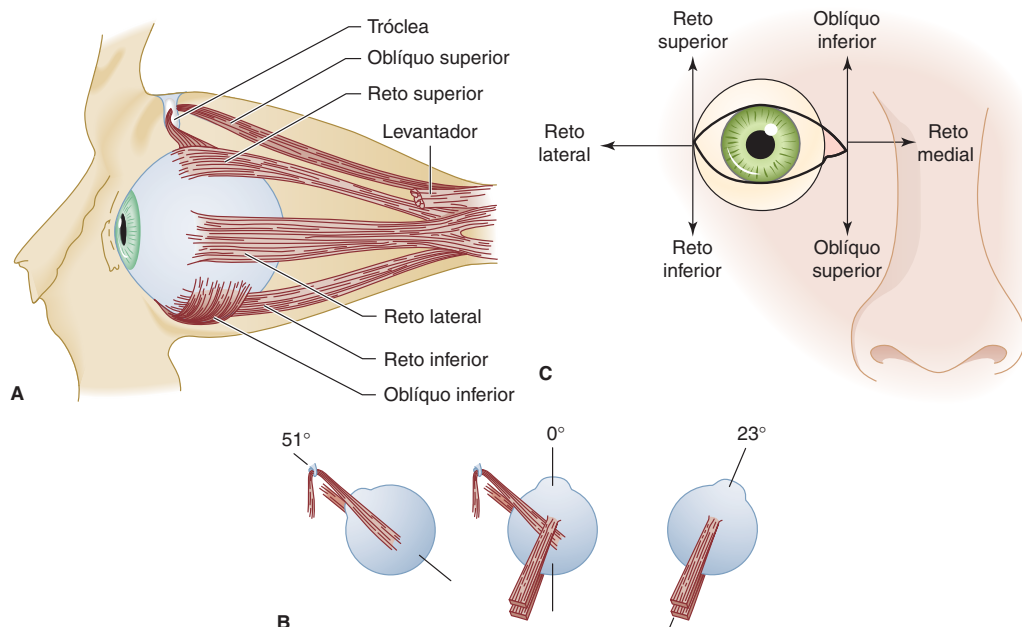 Tróclea
Oblíquo superior
Reto superior
Levantador
Reto lateral
Reto inferior
Oblíquo inferior
A
Reto
superior
Oblíquo
inferior
Reto
lateral
Reto
medial
Reto
inferior
Oblíquo
superior
C
51°
0°
23°
B